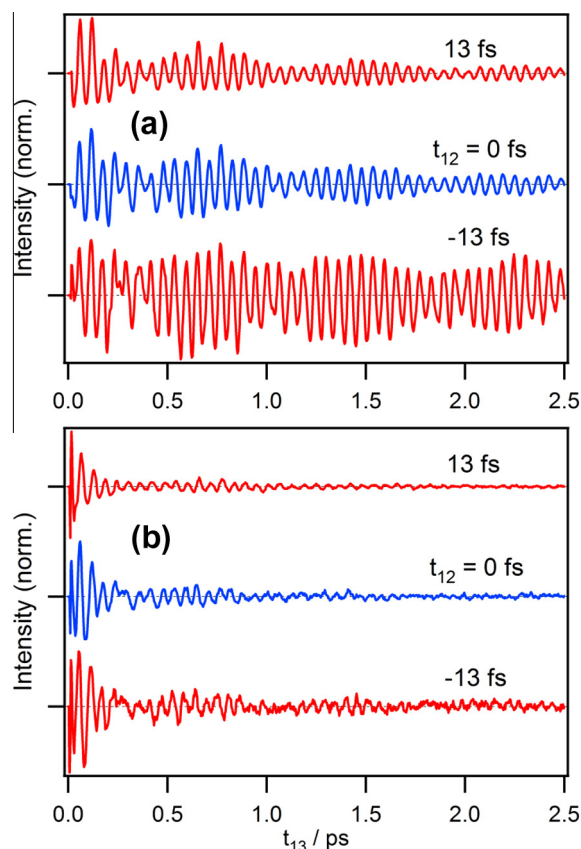 13 fs
(a)
t12 = 0 fs
-13 fs
Intensity (norm.)
0.0 0.5 1.0 1.5 2.0 2.5
13 fs
(b)
t12 = 0 fs
-13 fs
Intensity (norm.)
0.0 0.5 1.0 1.5 2.0 2.5
t13 / ps